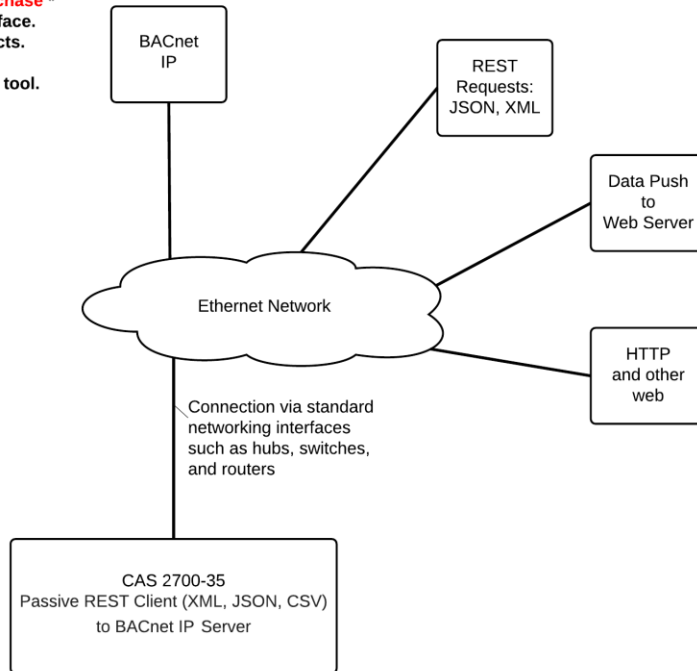 chase "
face.
cts.
tool.
BACnet
IP
REST
Requests:
JSON, XML
Data Push
to
Web Server
Ethernet Network
HTTP
and other
web
Connection via standard
networking interfaces
such as hubs, switches,
and routers
CAS 2700-35
Passive REST Client (XML, JSON, CSV)
to BACnet IP Server